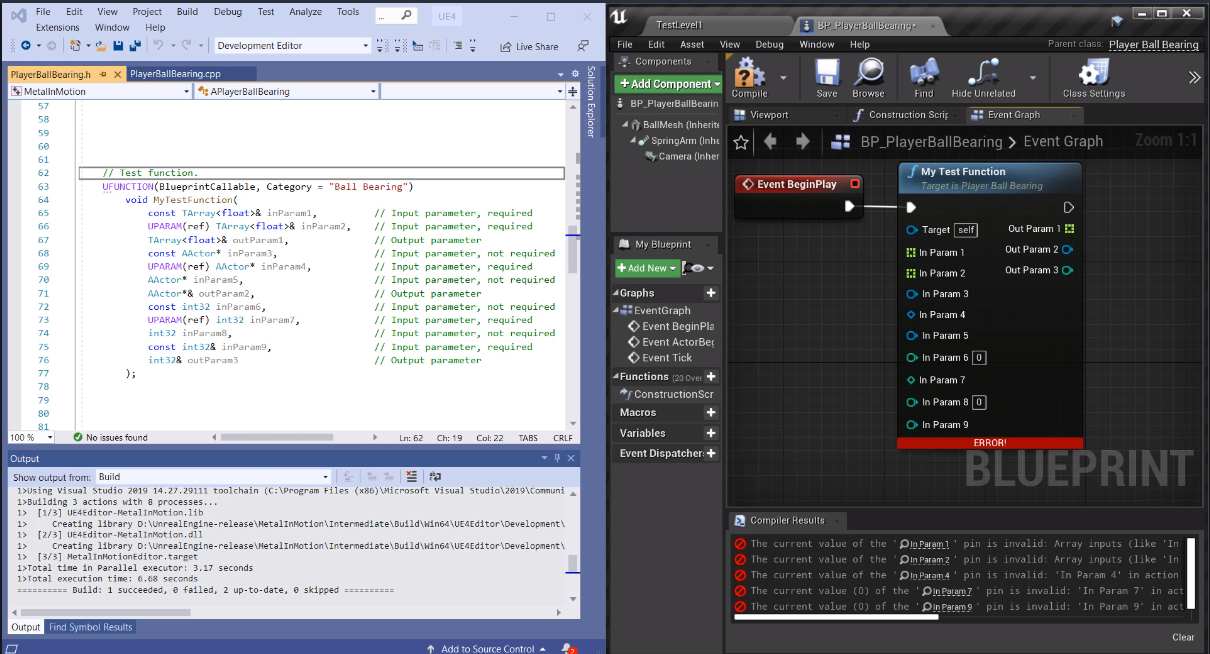 File Edit View Project Build Debug Test Analyze Tools ... UE4
Extensions Window Help
Development Editor Live Share
PlayerBallBearing.h PlayerBallBearing.cpp
MetalInMotion APlayerBallBearing
Solution Explorer
57
58
59
60
61
62 // Test function.
63 UFUNCTION(BlueprintCallable, Category = "Ball Bearing")
64 void MyTestFunction(
65 const TArray<float>& inParam1, // Input parameter, required
66 UPARAM(ref) TArray<float>& inParam2, // Input parameter, required
67 TArray<float>& outParam1, // Output parameter
68 const AActor* inParam3, // Input parameter, not required
69 UPARAM(ref) AActor* inParam4, // Input parameter, required
70 AActor* inParam5, // Input parameter, not required
71 AActor*& outParam2, // Output parameter
72 const int32 inParam6, // Input parameter, not required
73 UPARAM(ref) int32 inParam7, // Input parameter, required
74 int32 inParam8, // Input parameter, not required
75 const int32& inParam9, // Input parameter, required
76 int32& outParam3 // Output parameter
77 );
78
79
80
81
100 % No issues found Ln: 62 Ch: 19 Col: 22 TABS CRLF
Output
Show output from: Build
1>Using Visual Studio 2019 14.27.29111 toolchain (C:\Program Files (x86)\Microsoft Visual Studio\2019\Communi
1>Building 3 actions with 8 processes...
1> [1/3] UE4Editor-MetalInMotion.lib
1> Creating library D:\UnrealEngine-release\MetalInMotion\Intermediate\Build\Win64\UE4Editor\Development\
1> [2/3] UE4Editor-MetalInMotion.dll
1> Creating library D:\UnrealEngine-release\MetalInMotion\Intermediate\Build\Win64\UE4Editor\Development\
1> [3/3] MetalInMotionEditor.target
1>Total time in Parallel executor: 3.17 seconds
1>Total execution time: 6.68 seconds
========== Build: 1 succeeded, 0 failed, 2 up-to-date, 0 skipped ==========
Output Find Symbol Results
Add to Source Control 2
TestLevel1 BP_PlayerBallBearing*
File Edit Asset View Debug Window Help Parent class: Player Ball Bearing
Components
+Add Component
BP_PlayerBallBearin
BallMesh (Inherite
SpringArm (Inhe
Camera (Inher
Compile Save Browse Find Hide Unrelated Class Settings
Viewport Construction Scrip Event Graph
BP_PlayerBallBearing > Event Graph Zoom 1:1
My Blueprint
+Add New
Graphs
EventGraph
Event BeginPla
Event ActorBeg
Event Tick
Functions (20 Over
ConstructionScr
Macros
Variables
Event Dispatchers
Event BeginPlay
My Test Function
Target is Player Ball Bearing
Target self Out Param 1
In Param 1 Out Param 2
In Param 2 Out Param 3
In Param 3
In Param 4
In Param 5
In Param 6 0
In Param 7
In Param 8 0
In Param 9
ERROR!
BLUEPRINT
Compiler Results
The current value of the ' In Param 1 ' pin is invalid: Array inputs (like 'In
The current value of the ' In Param 2 ' pin is invalid: Array inputs (like 'In
The current value of the ' In Param 4 ' pin is invalid: 'In Param 4' in action
The current value (0) of the ' In Param 7 ' pin is invalid: 'In Param 7' in act
The current value (0) of the ' In Param 9 ' pin is invalid: 'In Param 9' in act
Clear